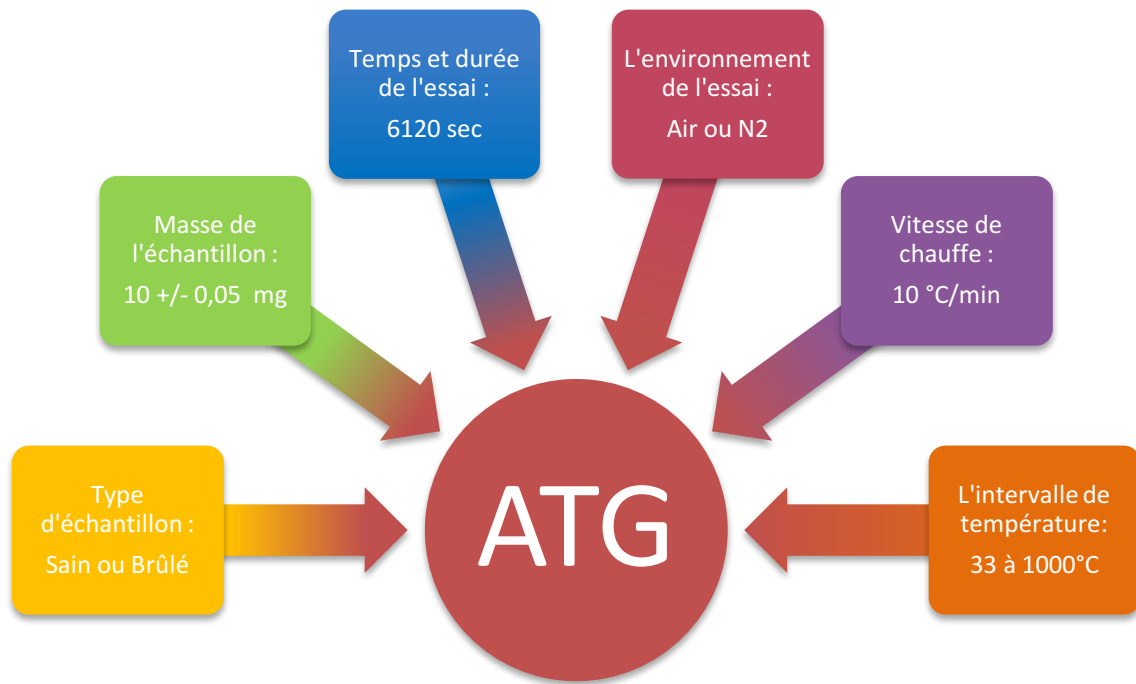 Temps et durée
de l'essai :
6120 sec
L'environnement
de l'essai :
Air ou N2
Masse de
l'échantillon :
10 +/- 0,05 mg
Vitesse de
chauffe :
10 °C/min
Type
d'échantillon :
Sain ou Brûlé
ATG
L'intervalle de
température:
33 à 1000°C